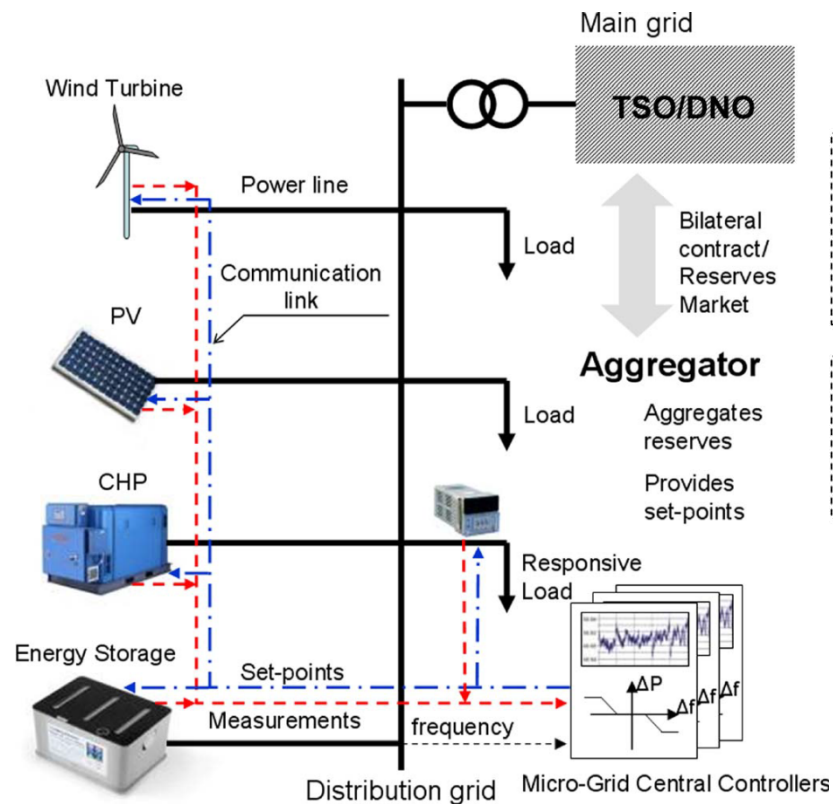 Main grid
TSO/DNO
Wind Turbine
Power line
Load
Bilateral
contract/
Reserves
Market
Communication
link
PV
Aggregator
Load
Aggregates
reserves
CHP
Provides
set-points
Responsive
Load
Energy Storage
Set-points
ΔP
Δf
Δf
Measurements
frequency
Distribution grid
Micro-Grid Central Controllers